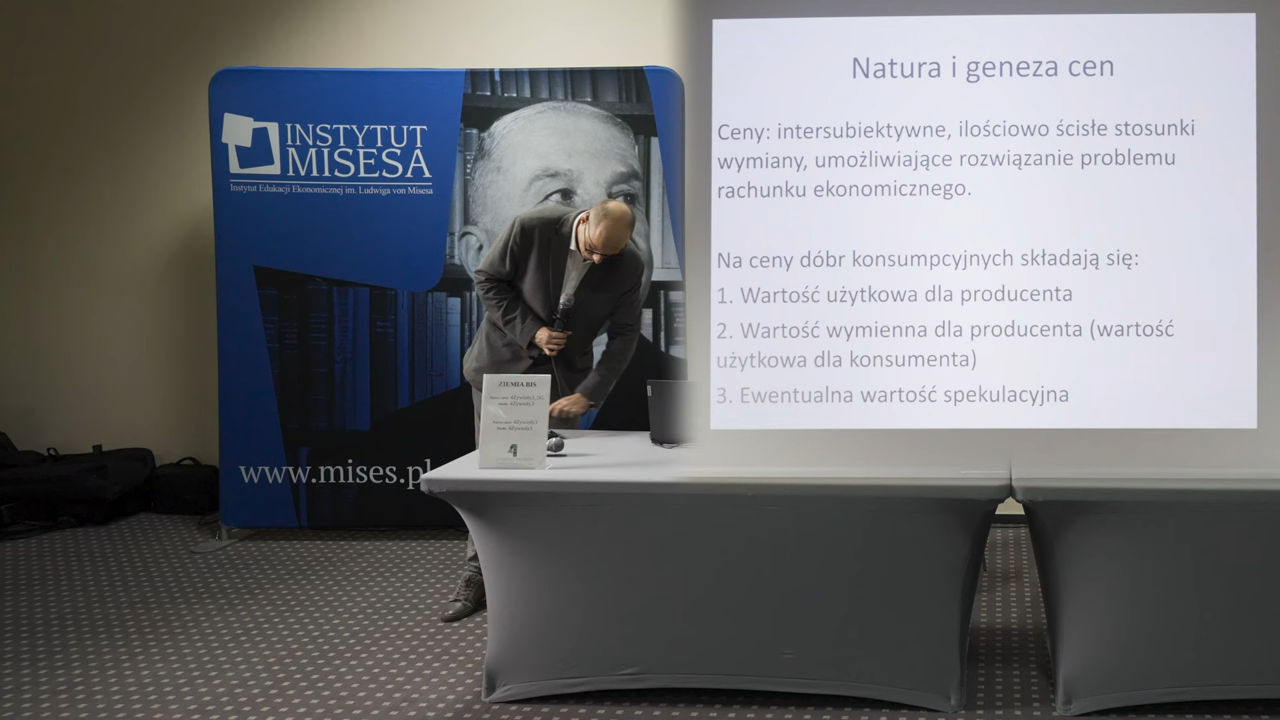 INSTYTUT
MISESA
Instytut Edukacji Ekonomicznej im. Ludwiga von Misesa
www.mises.pl
ZIEMIA BIS
Natura i geneza cen
Ceny: intersubiektywne, ilościowo ścisłe stosunki
wymiany, umożliwiające rozwiązanie problemu
rachunku ekonomicznego.
Na ceny dóbr konsumpcyjnych składają się:
1. Wartość użytkowa dla producenta
2. Wartość wymienna dla producenta (wartość
użytkowa dla konsumenta)
3. Ewentualna wartość spekulacyjna